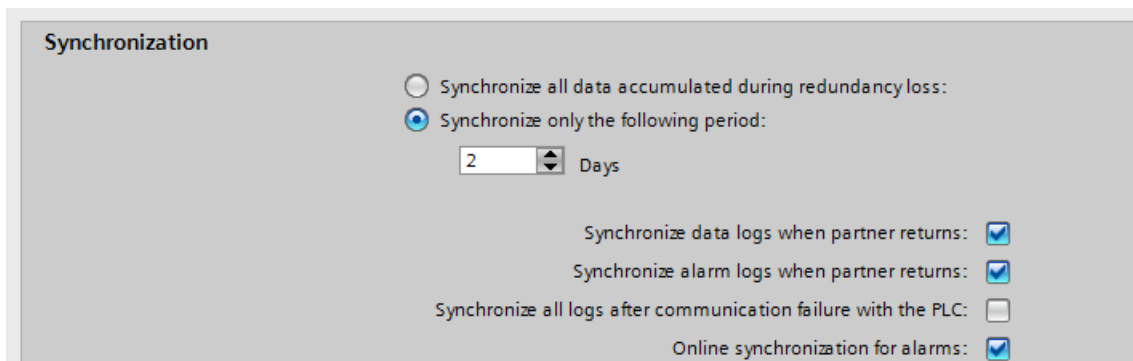 Synchronization
Synchronize all data accumulated during redundancy loss:
Synchronize only the following period:
2 Days
Synchronize data logs when partner returns:
Synchronize alarm logs when partner returns:
Synchronize all logs after communication failure with the PLC:
Online synchronization for alarms: